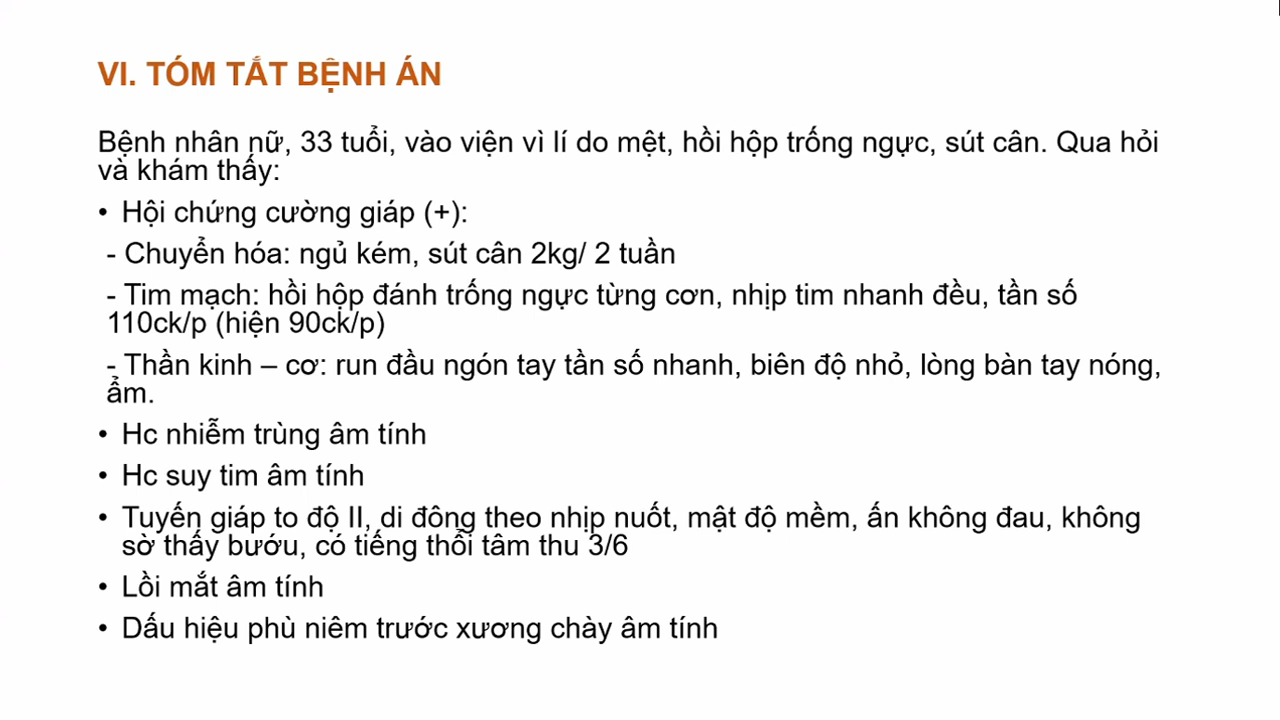 VI. TÓM TẮT BỆNH ÁN
Bệnh nhân nữ, 33 tuổi, vào viện vì lí do mệt, hồi hộp trống ngực, sút cân. Qua hỏi
và khám thấy:
• Hội chứng cường giáp (+):
- Chuyển hóa: ngủ kém, sút cân 2kg/ 2 tuần
- Tim mạch: hồi hộp đánh trống ngực từng cơn, nhịp tim nhanh đều, tần số
110ck/p (hiện 90ck/p)
- Thần kinh – cơ: run đầu ngón tay tần số nhanh, biên độ nhỏ, lòng bàn tay nóng,
ẩm.
• Hc nhiễm trùng âm tính
• Hc suy tim âm tính
• Tuyến giáp to độ II, di đông theo nhịp nuốt, mật độ mềm, ấn không đau, không
sờ thấy bướu, có tiếng thổi tâm thu 3/6
• Lồi mắt âm tính
• Dấu hiệu phù niêm trước xương chày âm tính